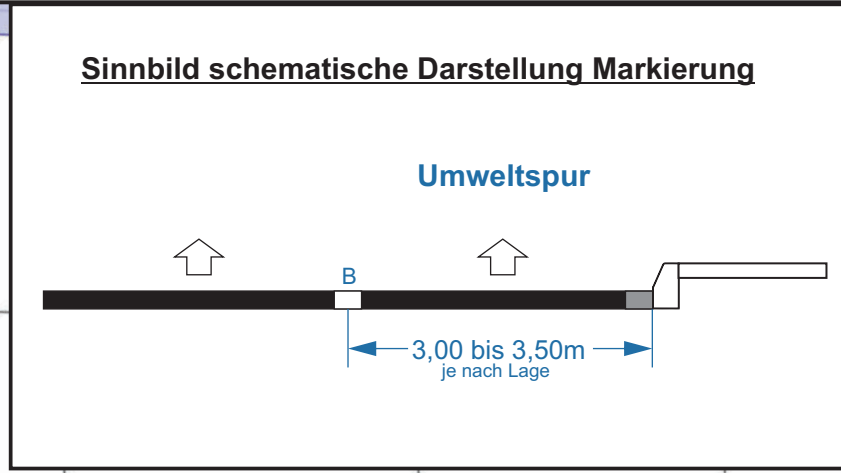 Sinnbild schematische Darstellung Markierung
Umweltspur
B
3,00 bis 3,50m
je nach Lage